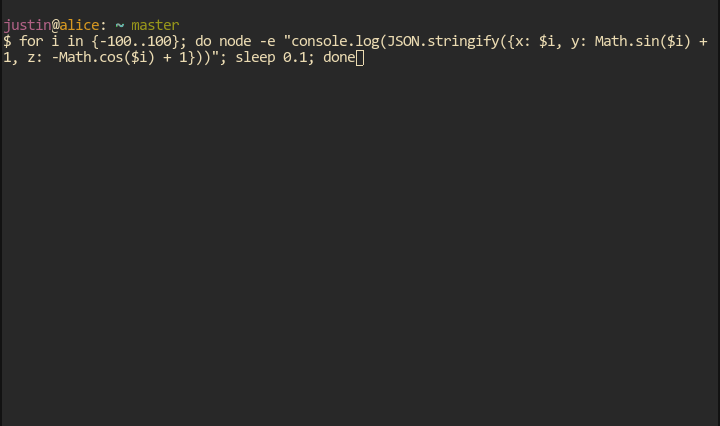 justin@alice: ~ master
$ for i in {-100..100}; do node -e "console.log(JSON.stringify({x: $i, y: Math.sin($i) +
1, z: -Math.cos($i) + 1}))"; sleep 0.1; done